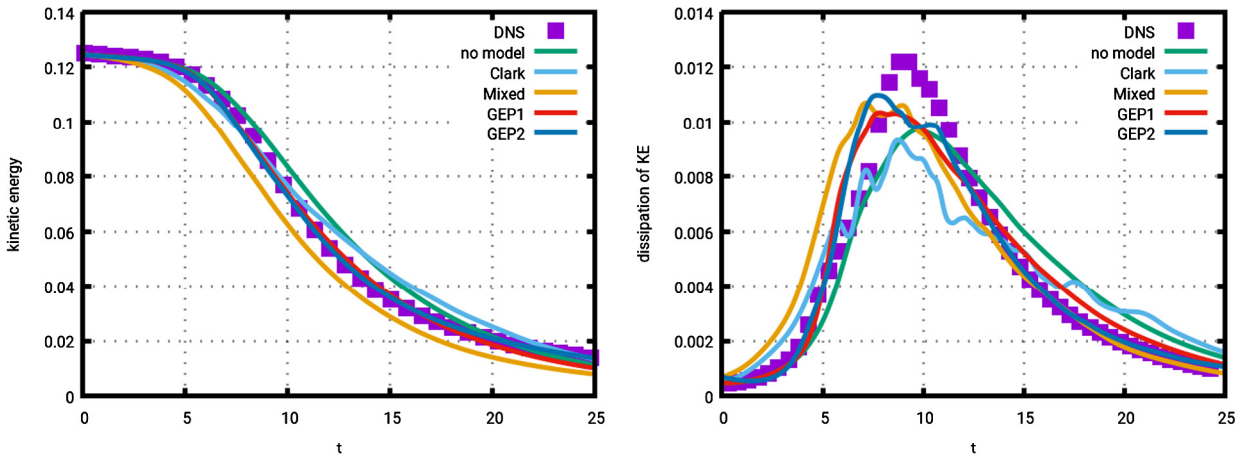 kinetic energy
0.14
0.12
0.1
0.08
0.06
0.04
0.02
0
0
5
10
15
20
25
t
DNS
no model
Clark
Mixed
GEP1
GEP2
dissipation of KE
0.014
0.012
0.01
0.008
0.006
0.004
0.002
0
0
5
10
15
20
25
t
DNS
no model
Clark
Mixed
GEP1
GEP2